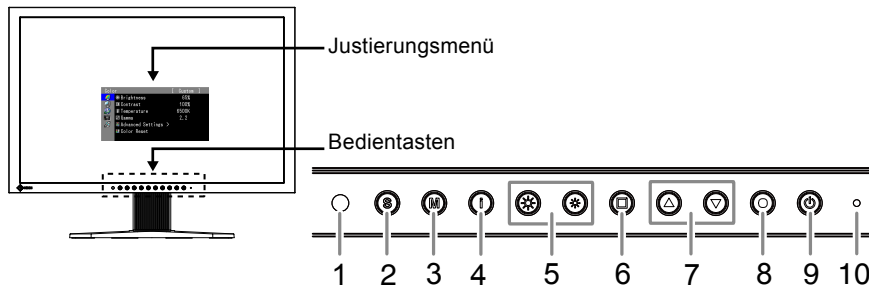 Justierungsmenü
Color Custom
Brightness 65%
Contrast 100%
Temperature 6500K
Gamma 2.2
Advanced Settings >
Color Reset
Bedientasten
S M i
1 2 3 4 5 6 7 8 9 10